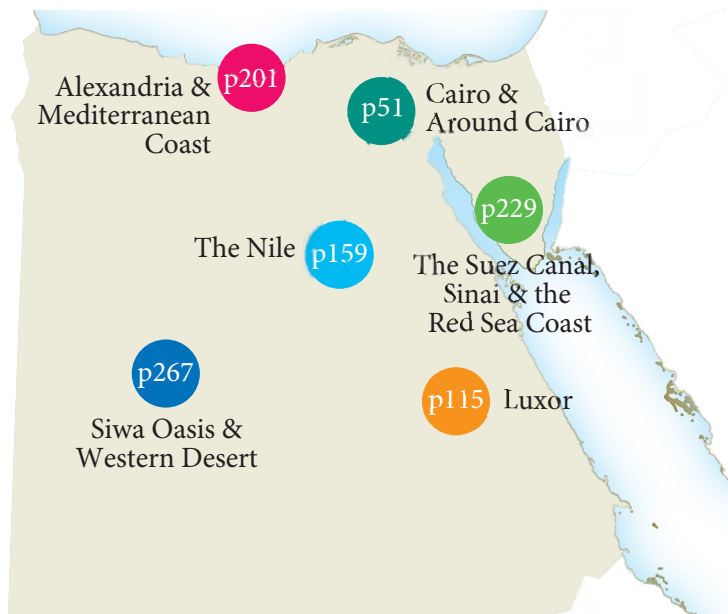 p201
Alexandria &
Mediterranean
Coast
p51
Cairo &
Around Cairo
p229
The Suez Canal,
Sinai & the
Red Sea Coast
The Nile
p159
p267
Siwa Oasis &
Western Desert
p115
Luxor